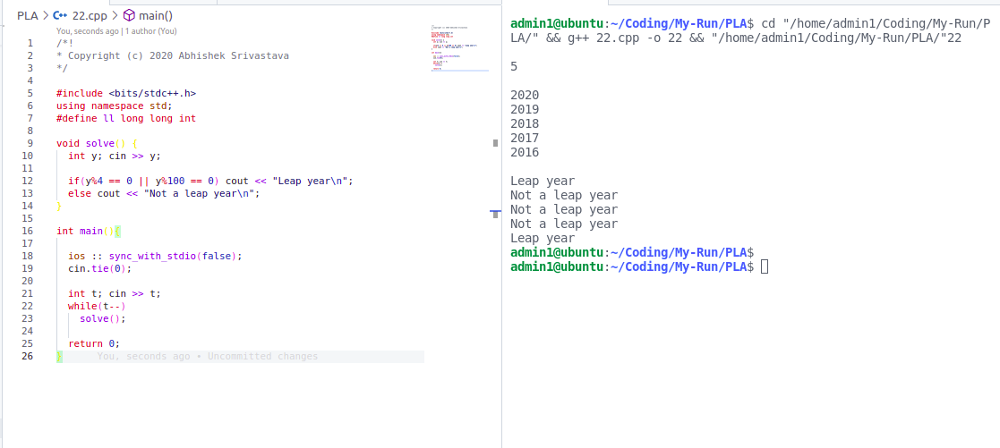 PLA > C++ 22.cpp > main()
You, seconds ago | 1 author (You)
1 /*!
2 * Copyright (c) 2020 Abhishek Srivastava
3 */
4
5 #include <bits/stdc++.h>
6 using namespace std;
7 #define ll long long int
8
9 void solve() {
10 int y; cin >> y;
11
12 if(y%4 == 0 || y%100 == 0) cout << "Leap year\n";
13 else cout << "Not a leap year\n";
14 }
15
16 int main(){
17
18 ios :: sync_with_stdio(false);
19 cin.tie(0);
20
21 int t; cin >> t;
22 while(t--)
23 solve();
24
25 return 0;
26 } You, seconds ago • Uncommitted changes
admin1@ubuntu:~/Coding/My-Run/PLA$ cd "/home/admin1/Coding/My-Run/P
LA/" && g++ 22.cpp -o 22 && "/home/admin1/Coding/My-Run/PLA/"22
5
2020
2019
2018
2017
2016
Leap year
Not a leap year
Not a leap year
Not a leap year
Leap year
admin1@ubuntu:~/Coding/My-Run/PLA$
admin1@ubuntu:~/Coding/My-Run/PLA$